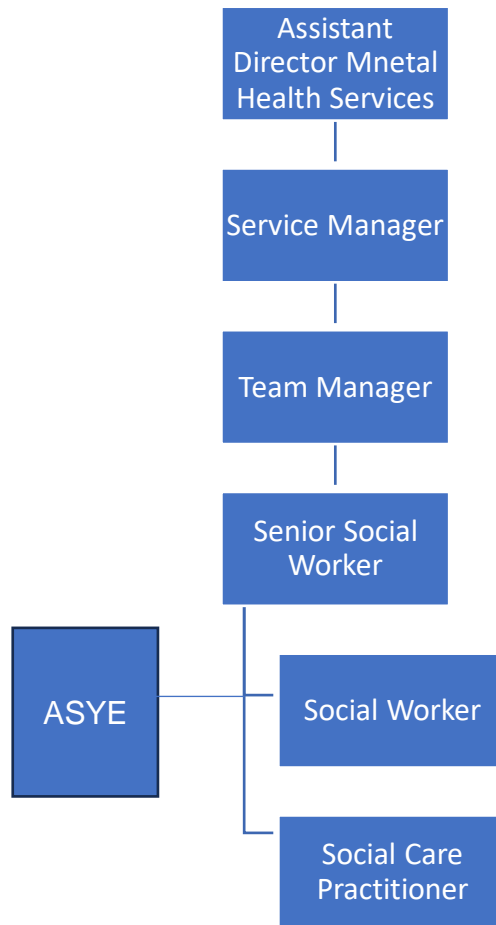 Assistant
Director Mnetal
Health Services
Service Manager
Team Manager
Senior Social
Worker
ASYE
Social Worker
Social Care
Practitioner